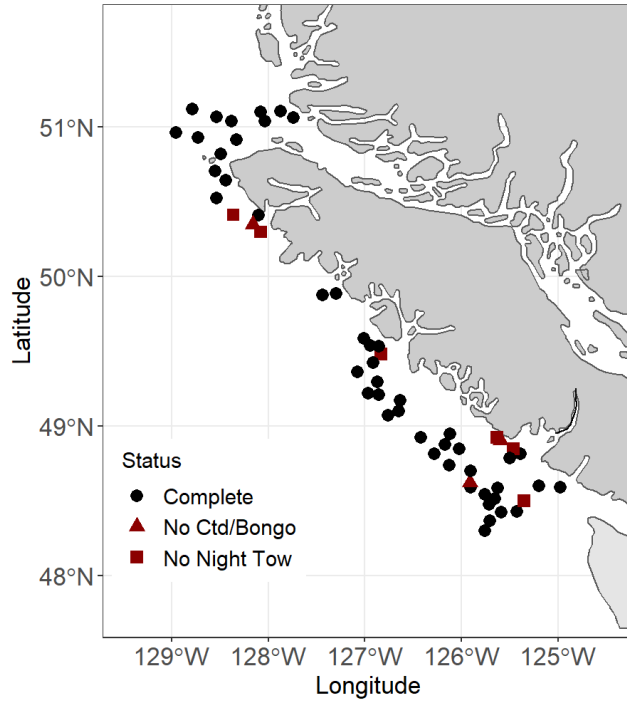 51°N
50°N
49°N
48°N
Latitude
Status
Complete
No Ctd/Bongo
No Night Tow
129°W 128°W 127°W 126°W 125°W
Longitude